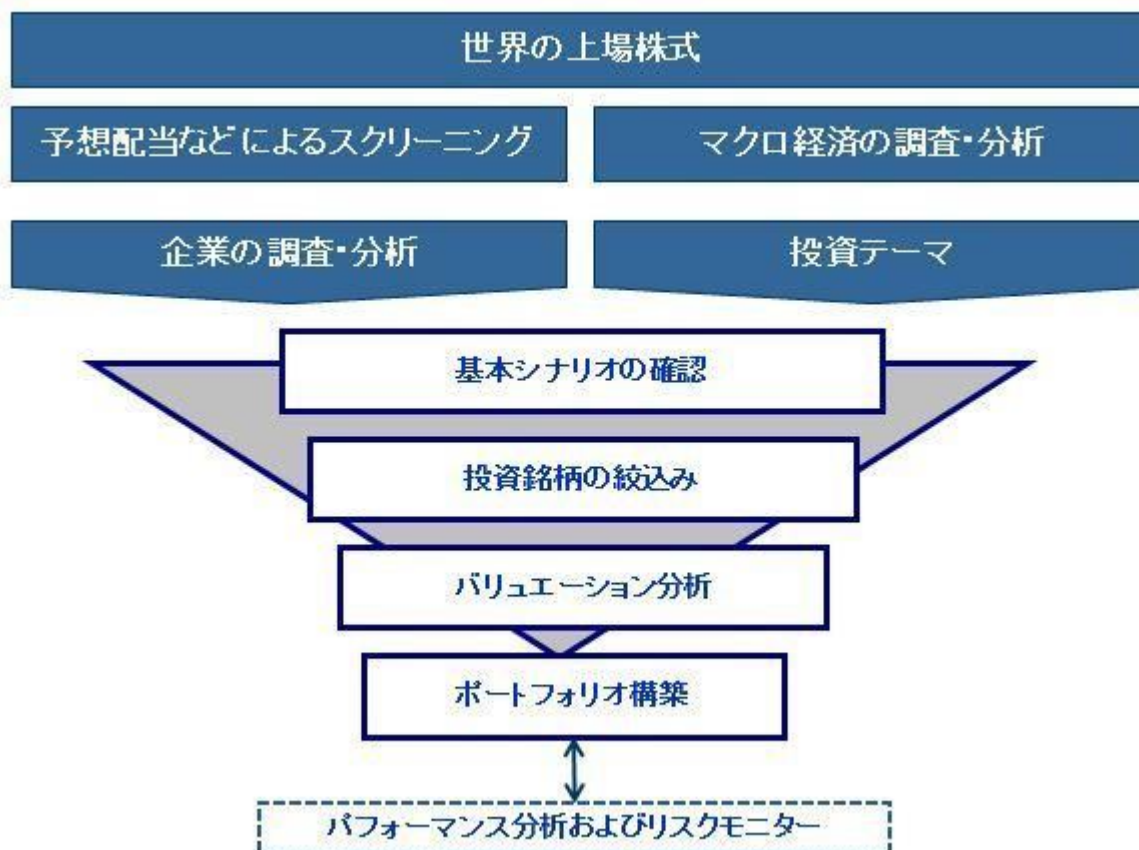 世界の上場株式
予想配当などによるスクリーニング
マクロ経済の調査・分析
企業の調査・分析
投資テーマ
基本シナリオの確認
投資銘柄の絞込み
バリュエーション分析
ポートフォリオ構築
パフォーマンス分析およびリスクモニター